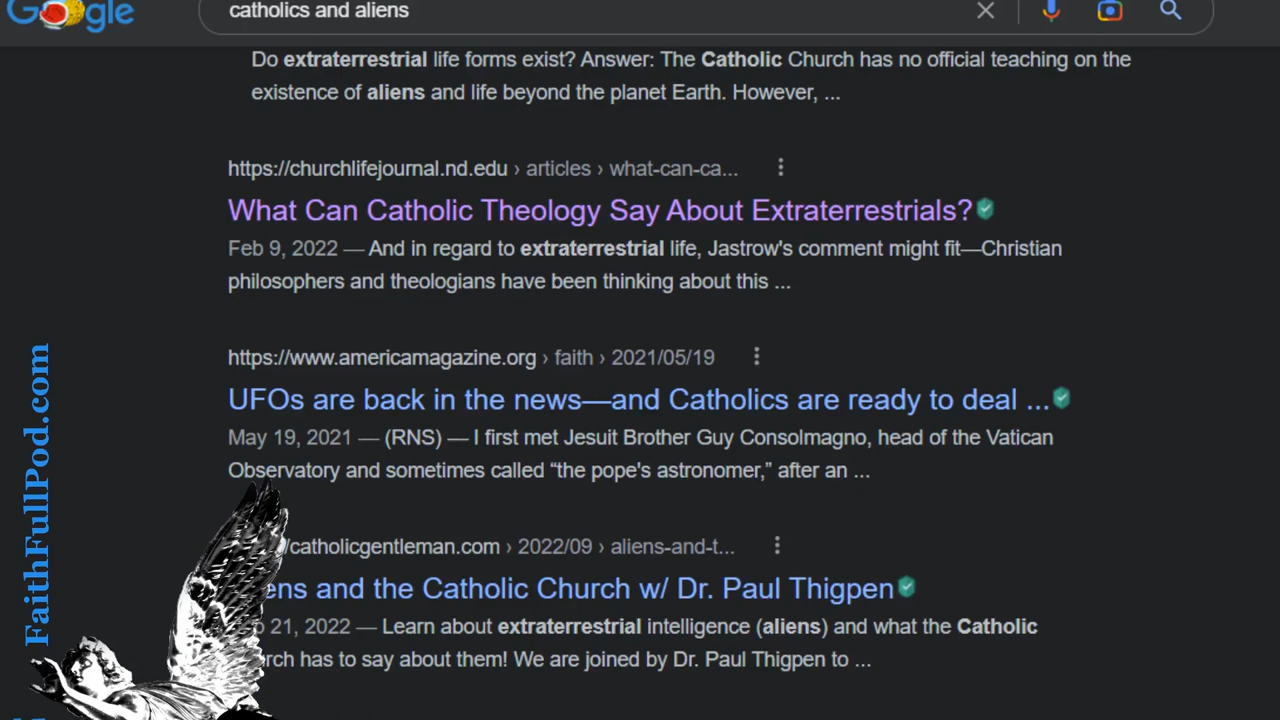 Google
catholics and aliens
Do extraterrestrial life forms exist? Answer: The Catholic Church has no official teaching on the
existence of aliens and life beyond the planet Earth. However, ...
https://churchlifejournal.nd.edu › articles › what-can-ca...
What Can Catholic Theology Say About Extraterrestrials?
Feb 9, 2022 — And in regard to extraterrestrial life, Jastrow's comment might fit—Christian
philosophers and theologians have been thinking about this ...
https://www.americamagazine.org › faith › 2021/05/19
UFOs are back in the news—and Catholics are ready to deal ...
May 19, 2021 — (RNS) — I first met Jesuit Brother Guy Consolmagno, head of the Vatican
Observatory and sometimes called “the pope's astronomer,” after an ...
/catholicgentleman.com › 2022/09 › aliens-and-t...
ens and the Catholic Church w/ Dr. Paul Thigpen
21, 2022 — Learn about extraterrestrial intelligence (aliens) and what the Catholic
rch has to say about them! We are joined by Dr. Paul Thigpen to ...
FaithFullPod.com